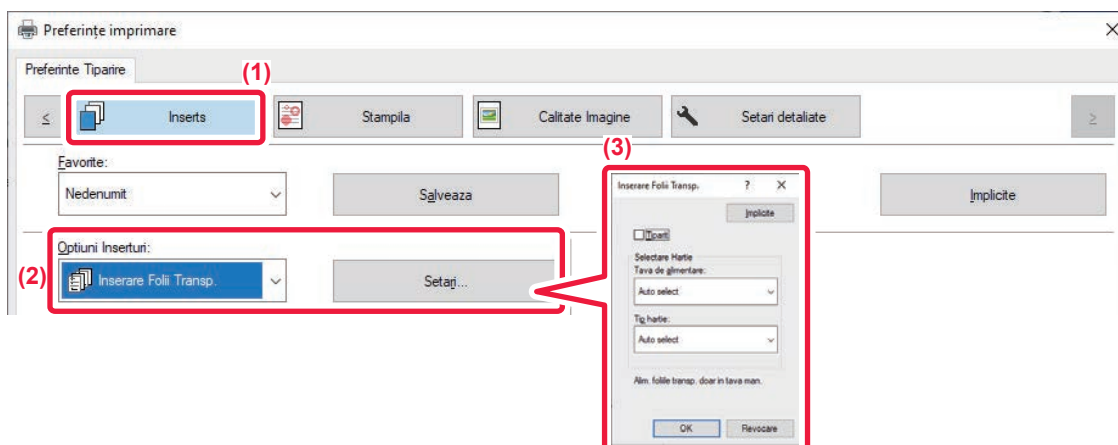 Preferințe imprimare
Preferinte Tiparire
(1)
< Inserts Stampila Calitate Imagine Setari detaliate >
(3)
Favorite:
Nedenumit Salveaza Implicite
Optiuni Inserturi:
(2) Inserare Folii Transp. Setari...
Inserare Folii Transp. ? X
Implicite
Tipart
Selectare Hartie
Tava de alimentare:
Auto select
Tip hartie:
Auto select
Alim. foliile transp. doar in tava man.
OK Revocare